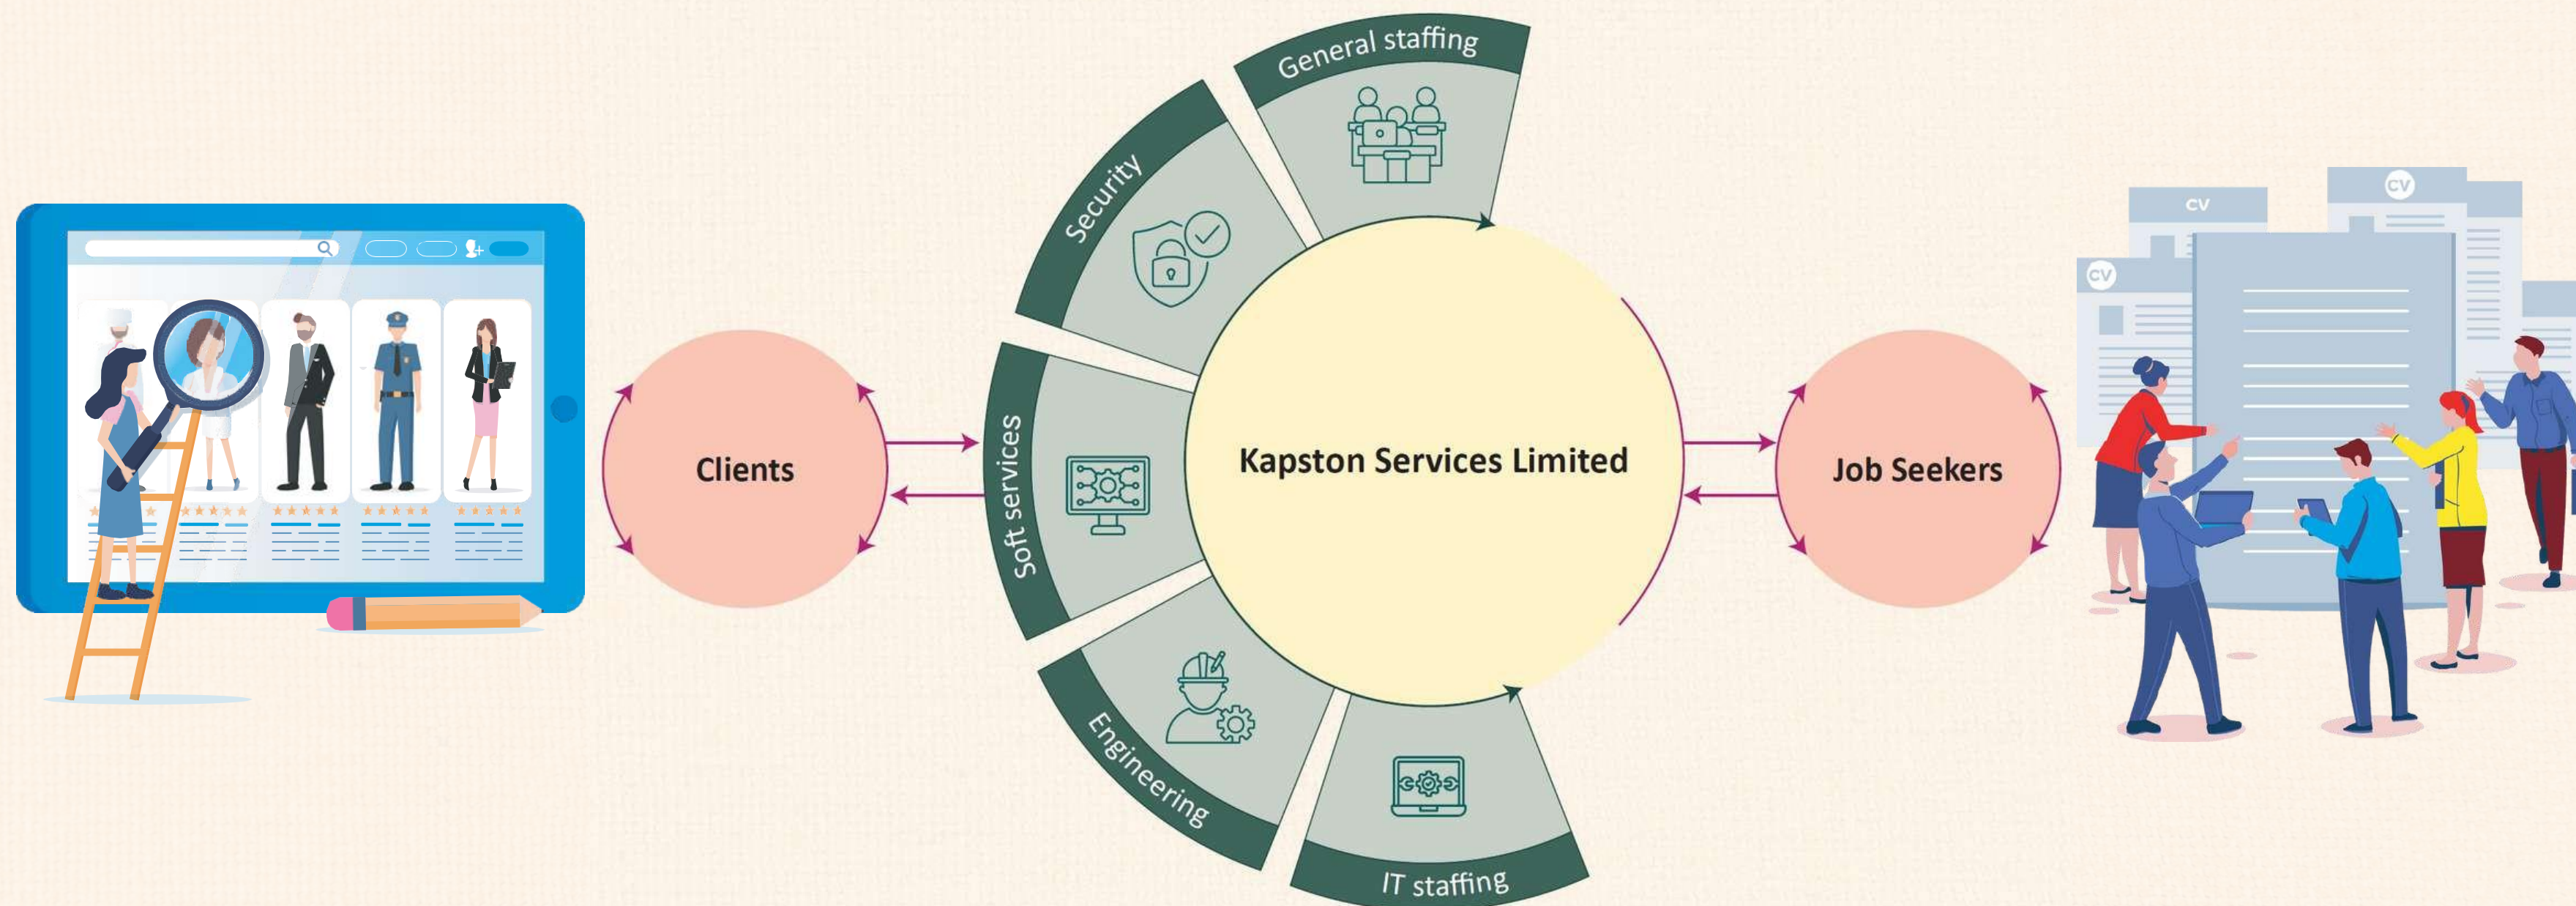 General staffing
Security
Soft services
Engineering
IT staffing
Clients
Kapston Services Limited
Job Seekers
CV
CV
CV